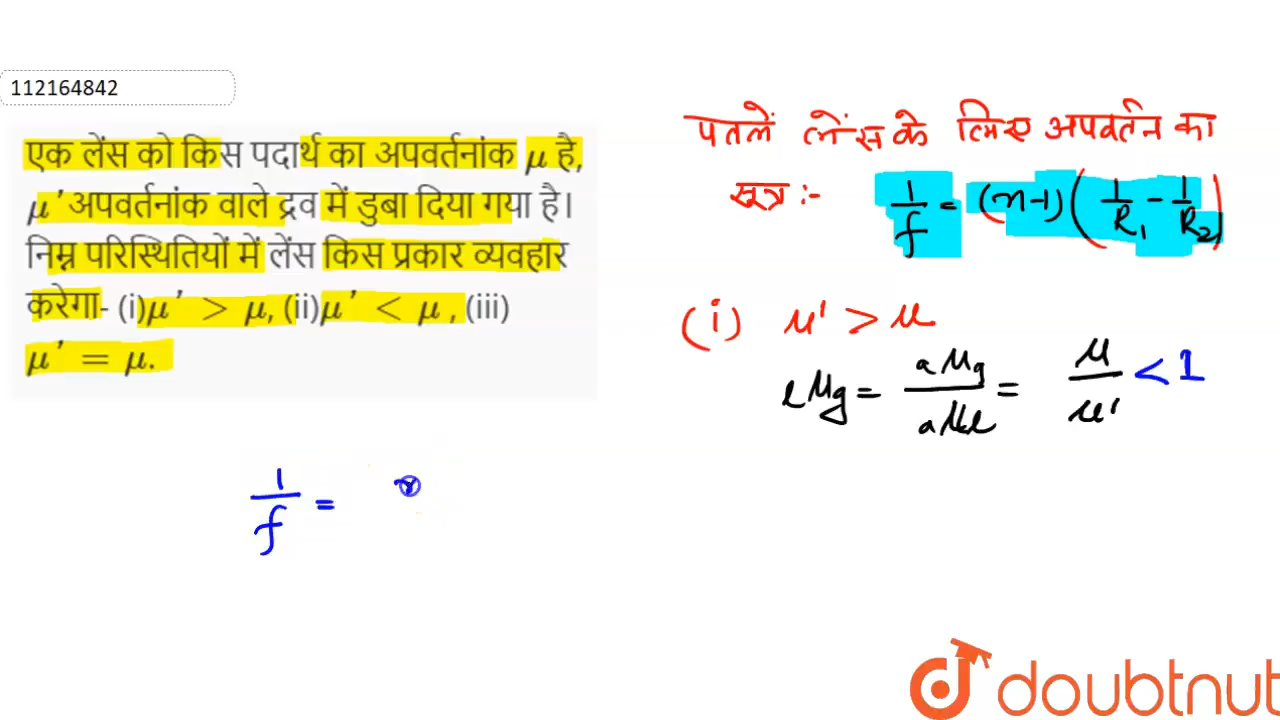 112164842
एक लेंस को किस पदार्थ का अपवर्तनांक μ है,
μ' अपवर्तनांक वाले द्रव में डुबा दिया गया है।
निम्न परिस्थितियों में लेंस किस प्रकार व्यवहार
करेगा- (i)μ' > μ, (ii)μ' < μ , (iii)
μ' = μ.
पतलें लेंस के लिए अपवर्तन का
सूत्र :- 1/f = (n-1)(1/R₁ - 1/R₂)
(i) μ' > μ
lμg = aμg/aμl = μ/μ' < 1
1/f =
doubtnut